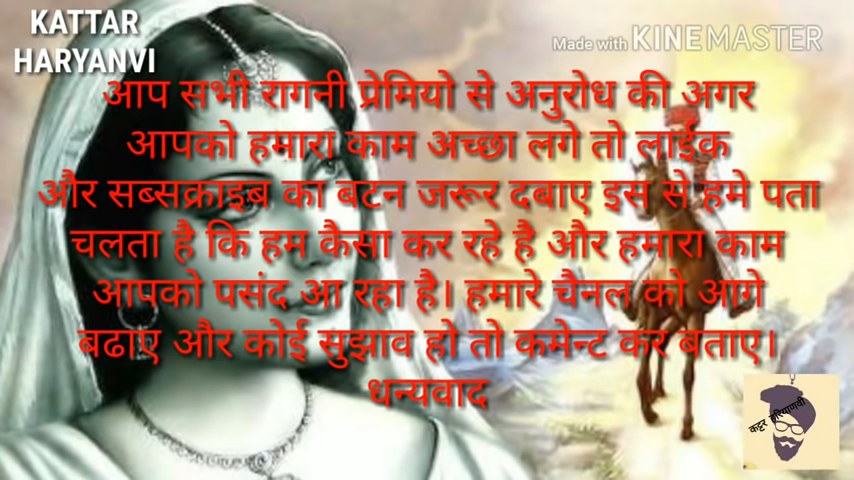 KATTAR
HARYANVI
Made with KINEMASTER
आप सभी रागनी प्रेमियो से अनुरोध की अगर
आपको हमारा काम अच्छा लगे तो लाईक
और सब्सक्राइब का बटन जरूर दबाए इस से हमे पता
चलता है कि हम कैसा कर रहे है और हमारा काम
आपको पसंद आ रहा है। हमारे चैनल को आगे
बढाए और कोई सुझाव हो तो कमेन्ट कर बताए।
धन्यवाद
कट्टर हरियाणवी